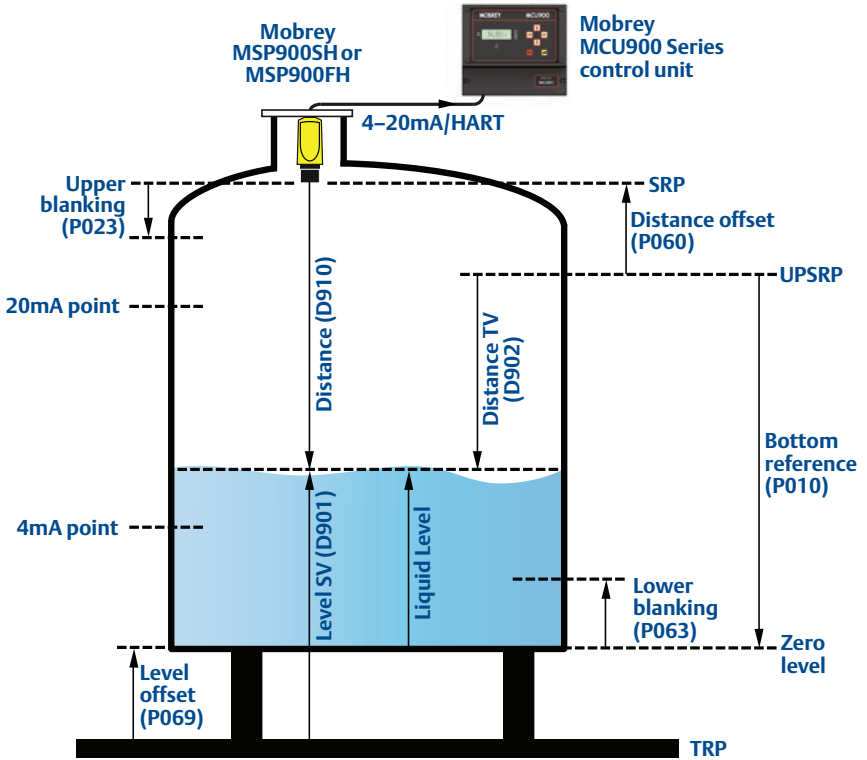 Mobrey
MSP900SH or
MSP900FH
MOBREY
MCU900
Mobrey
MCU900 Series
control unit
4–20mA/HART
Upper
blanking
(P023)
SRP
Distance offset
(P060)
UPSRP
20mA point
Distance (D910)
Distance TV
(D902)
Bottom
reference
(P010)
4mA point
Level SV (D901)
Liquid Level
Lower
blanking
(P063)
Zero
level
Level
offset
(P069)
TRP